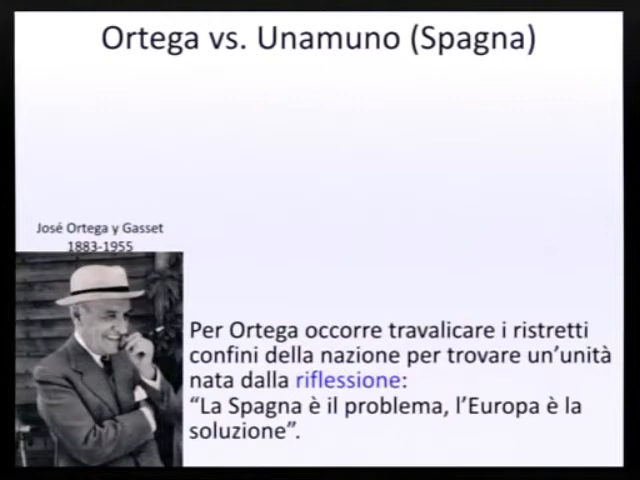 Ortega vs. Unamuno (Spagna)
José Ortega y Gasset
1883-1955
Per Ortega occorre travalicare i ristretti
confini della nazione per trovare un’unità
nata dalla riflessione:
“La Spagna è il problema, l’Europa è la
soluzione”.